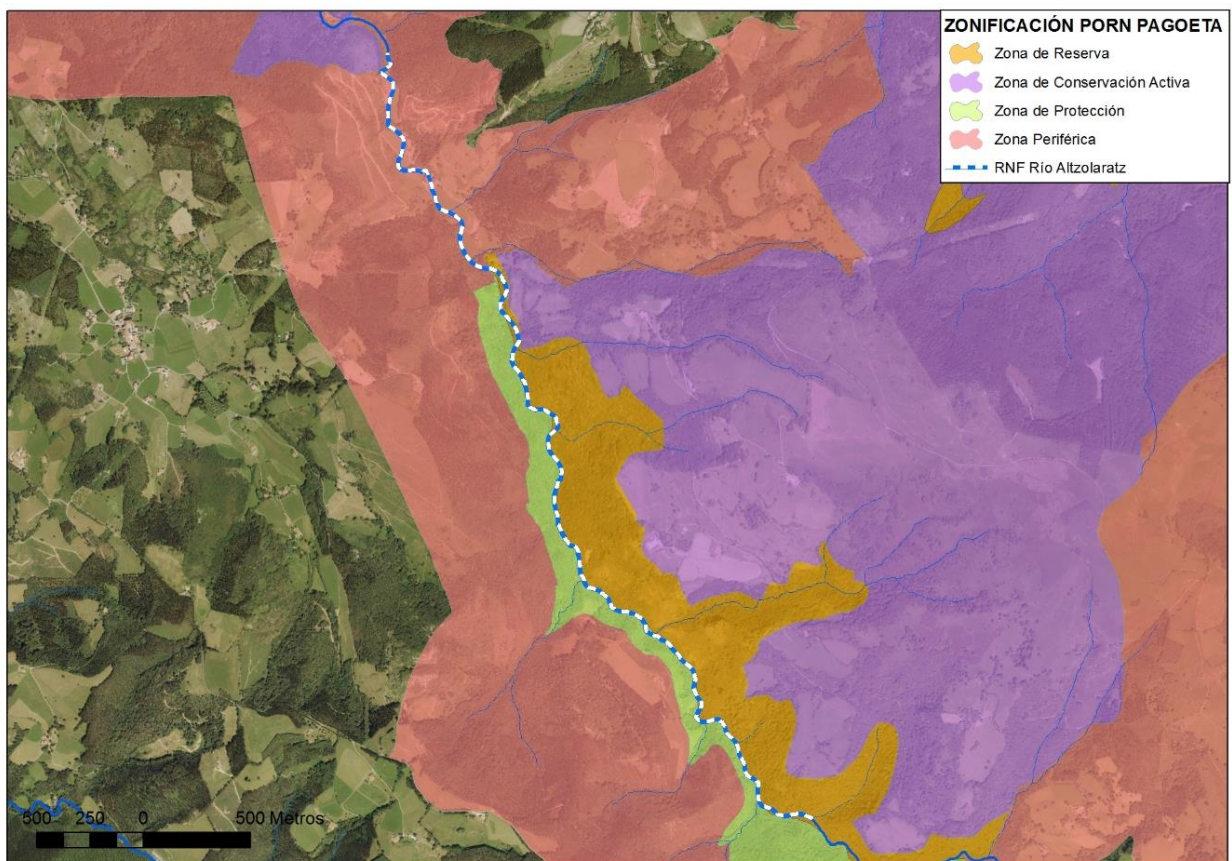 ZONIFICACIÓN PORN PAGOETA
Zona de Reserva
Zona de Conservación Activa
Zona de Protección
Zona Periférica
RNF Río Altzolaratz
500 250 0 500 Metros